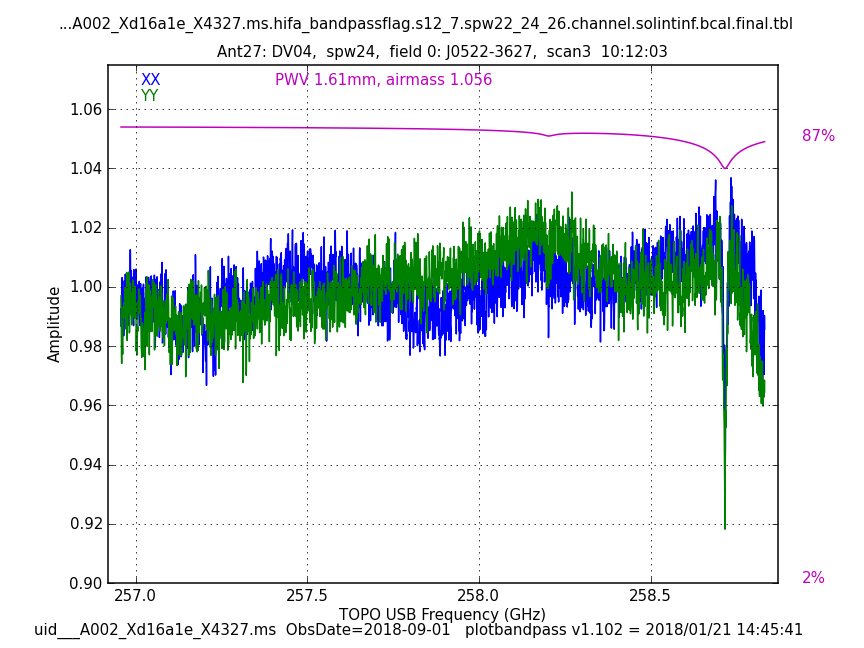 ...A002_Xd16a1e_X4327.ms.hifa_bandpassflag.s12_7.spw22_24_26.channel.solintinf.bcal.final.tbl
Ant27: DV04,  spw24,  field 0: J0522-3627,  scan3  10:12:03
XX
PWV 1.61mm, airmass 1.056
YY
1.06
87%
1.04
1.02
1.00
Amplitude
0.98
0.96
0.94
0.92
0.90
2%
257.0
257.5
258.0
258.5
TOPO USB Frequency (GHz)
uid___A002_Xd16a1e_X4327.ms  ObsDate=2018-09-01   plotbandpass v1.102 = 2018/01/21 14:45:41